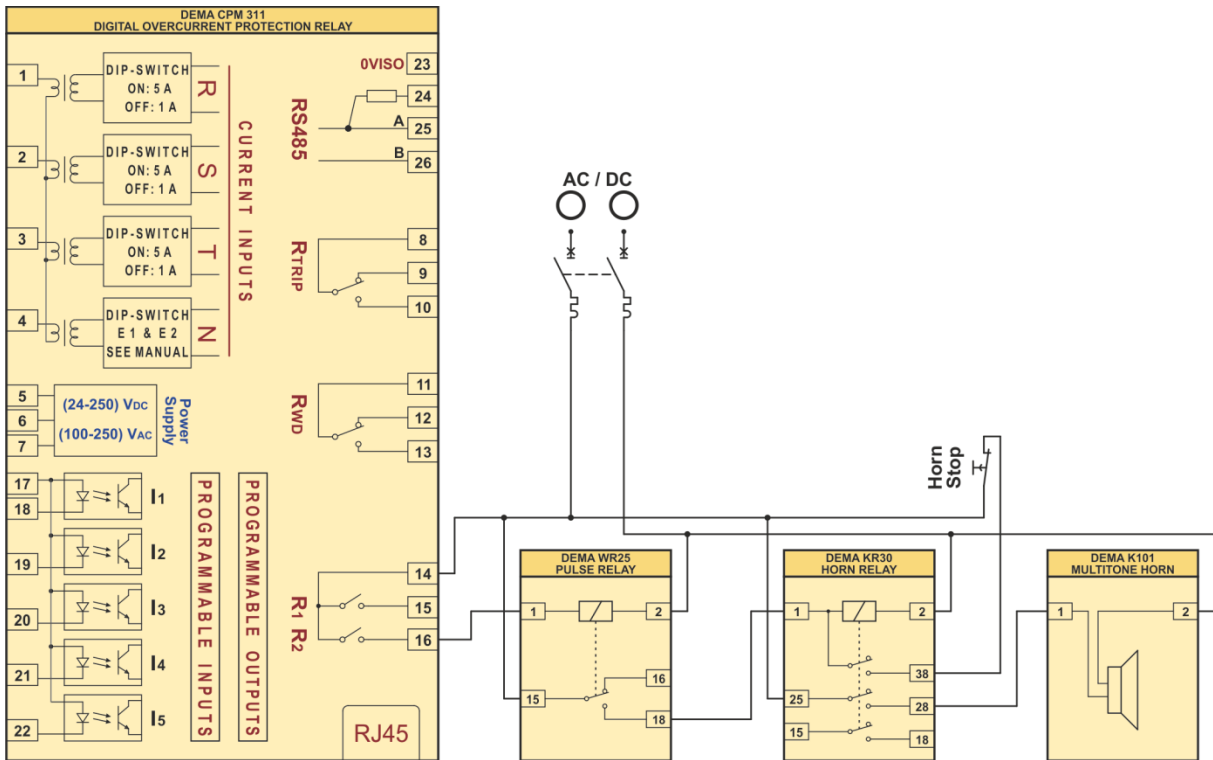 DEMA CPM 311
DIGITAL OVERCURRENT PROTECTION RELAY
1
DIP-SWITCH
ON: 5 A
OFF: 1 A
R
2
DIP-SWITCH
ON: 5 A
OFF: 1 A
S
3
DIP-SWITCH
ON: 5 A
OFF: 1 A
T
4
DIP-SWITCH
E 1 & E 2
SEE MANUAL
N
CURRENT INPUTS
5
6
7
(24-250) VDC
(100-250) VAC
Power
Supply
17
18
I1
19
I2
20
I3
21
I4
22
I5
PROGRAMMABLE INPUTS
PROGRAMMABLE OUTPUTS
0VISO
23
24
RS485
A
25
B
26
RTRIP
8
9
10
RWD
11
12
13
R1 R2
14
15
16
RJ45
AC / DC
Horn
Stop
DEMA WR25
PULSE RELAY
1
2
15
16
18
DEMA KR30
HORN RELAY
1
2
38
25
28
15
18
DEMA K101
MULTITONE HORN
1
2